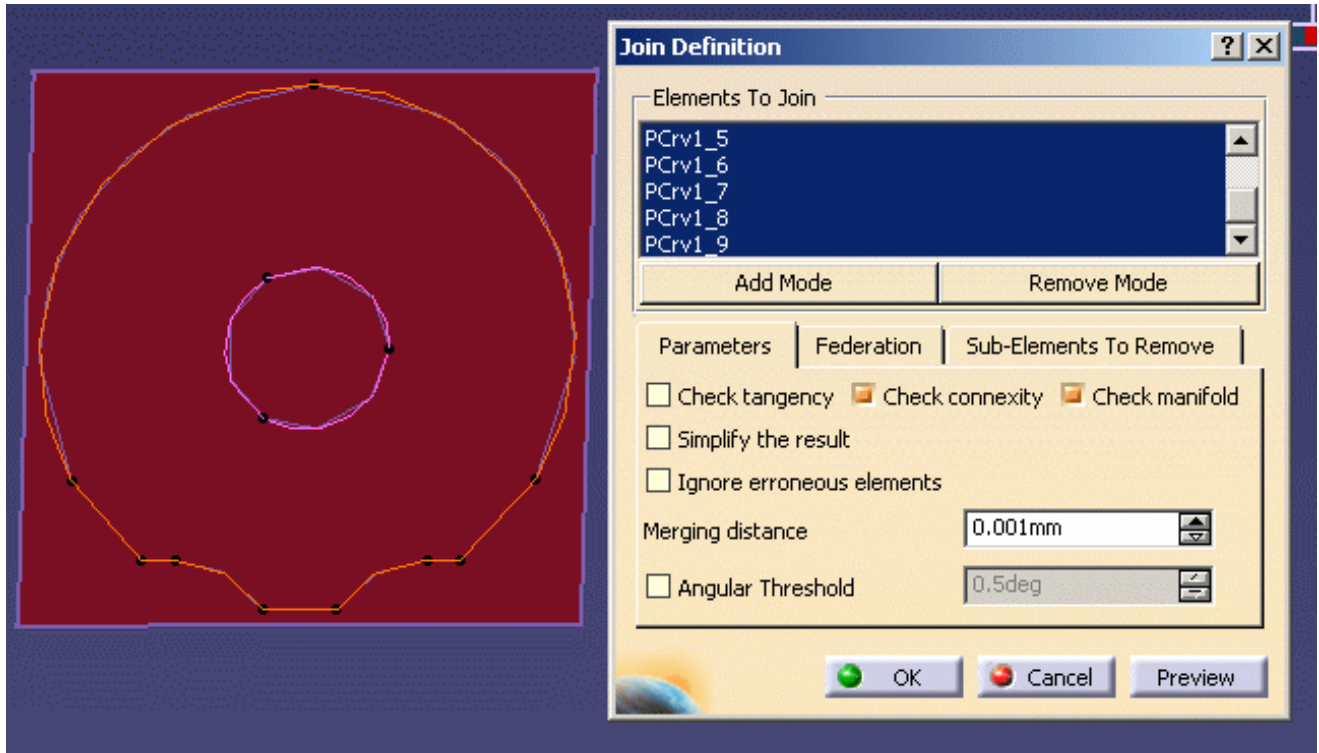 Join Definition
Elements To Join
PCrv1_5
PCrv1_6
PCrv1_7
PCrv1_8
PCrv1_9
Add Mode Remove Mode
Parameters Federation Sub-Elements To Remove
Check tangency Check connexity Check manifold
Simplify the result
Ignore erroneous elements
Merging distance 0.001mm
Angular Threshold 0.5deg
OK Cancel Preview